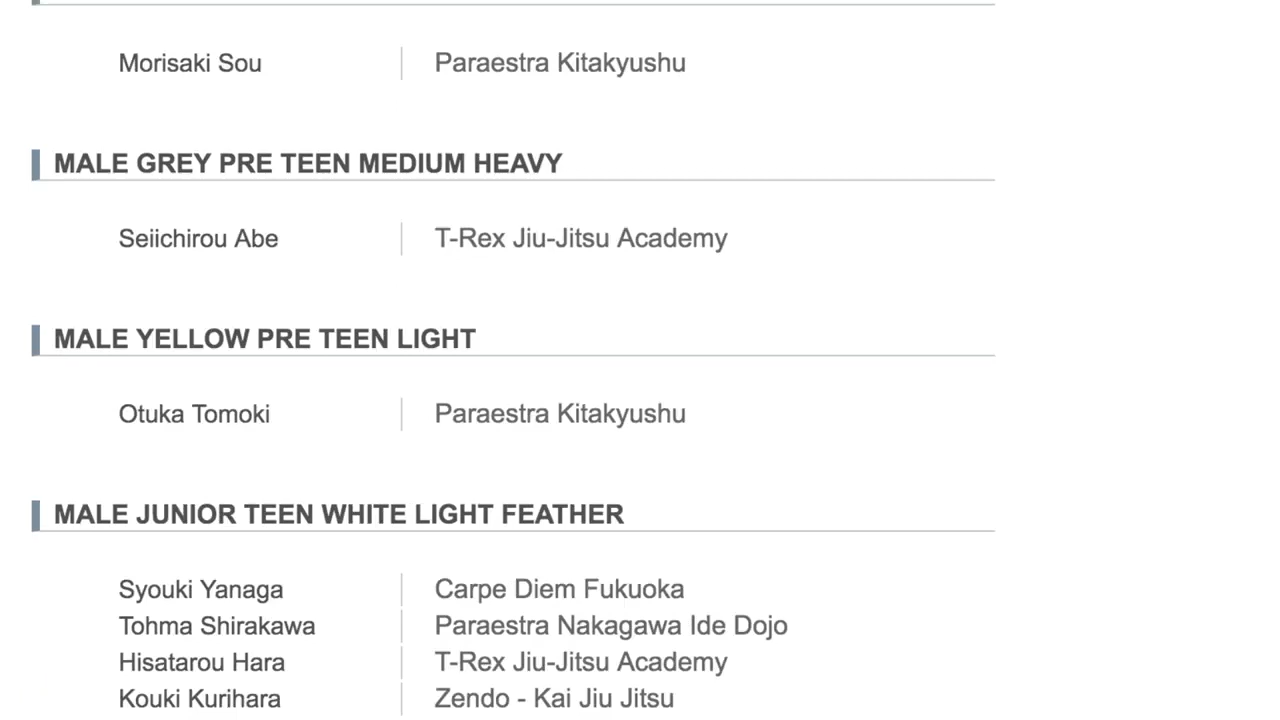 Morisaki Sou Paraestra Kitakyushu
MALE GREY PRE TEEN MEDIUM HEAVY
Seiichirou Abe T-Rex Jiu-Jitsu Academy
MALE YELLOW PRE TEEN LIGHT
Otuka Tomoki Paraestra Kitakyushu
MALE JUNIOR TEEN WHITE LIGHT FEATHER
Syouki Yanaga Carpe Diem Fukuoka
Tohma Shirakawa Paraestra Nakagawa Ide Dojo
Hisatarou Hara T-Rex Jiu-Jitsu Academy
Kouki Kurihara Zendo - Kai Jiu Jitsu